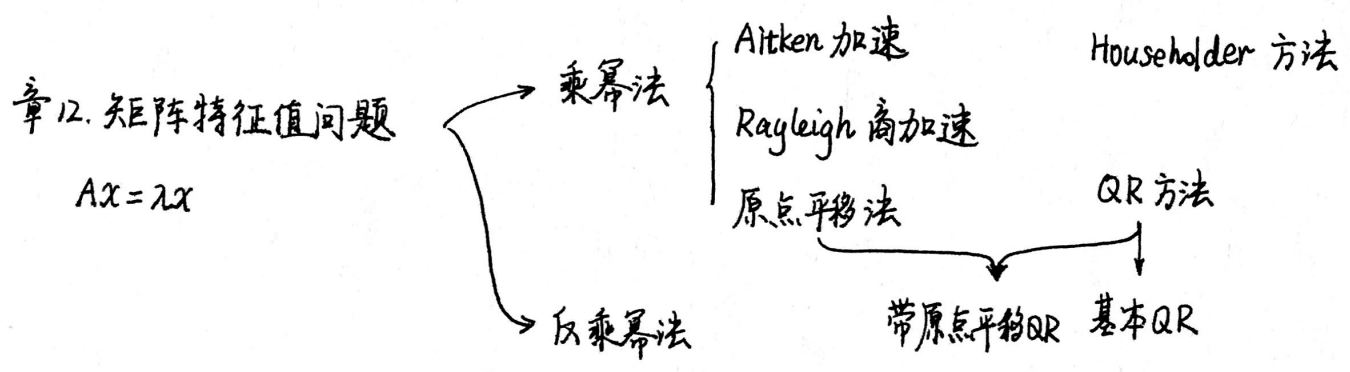 章12. 矩阵特征值问题
Ax=λx
乘幂法
Aitken 加速
Rayleigh 商加速
原点平移法
反乘幂法
Householder 方法
QR 方法
带原点平移QR
基本QR